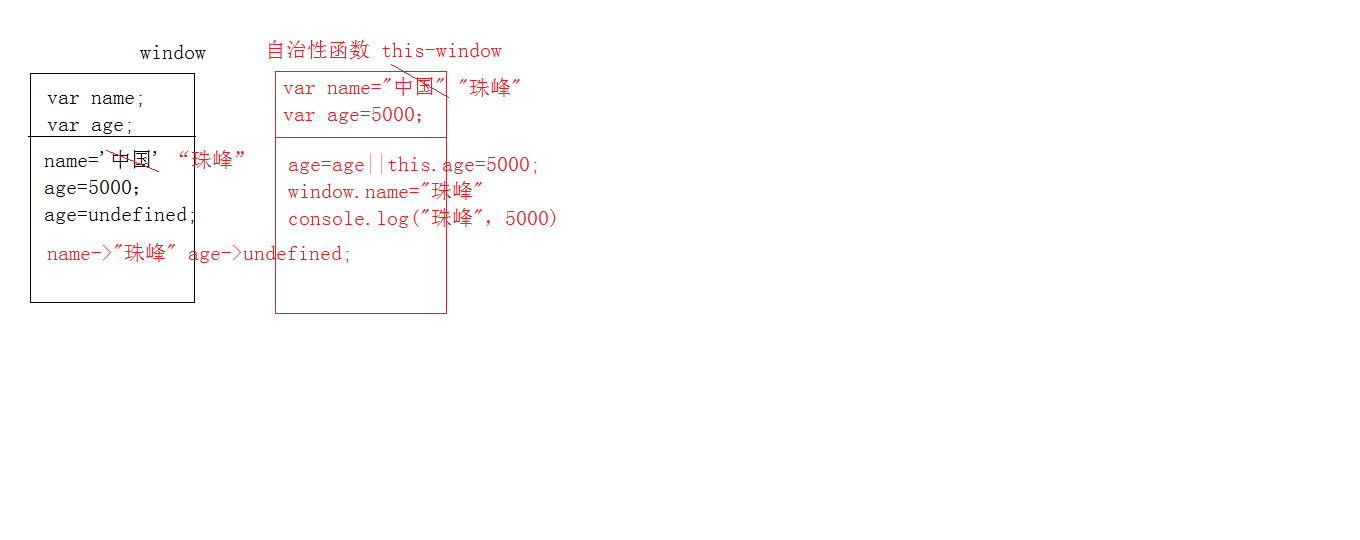 window
var name;
var age;
name='中国' “珠峰”
age=5000;
age=undefined;
name->"珠峰" age->undefined;
自治性函数 this-window
var name="中国" "珠峰"
var age=5000;
age=age||this.age=5000;
window.name="珠峰"
console.log("珠峰", 5000)